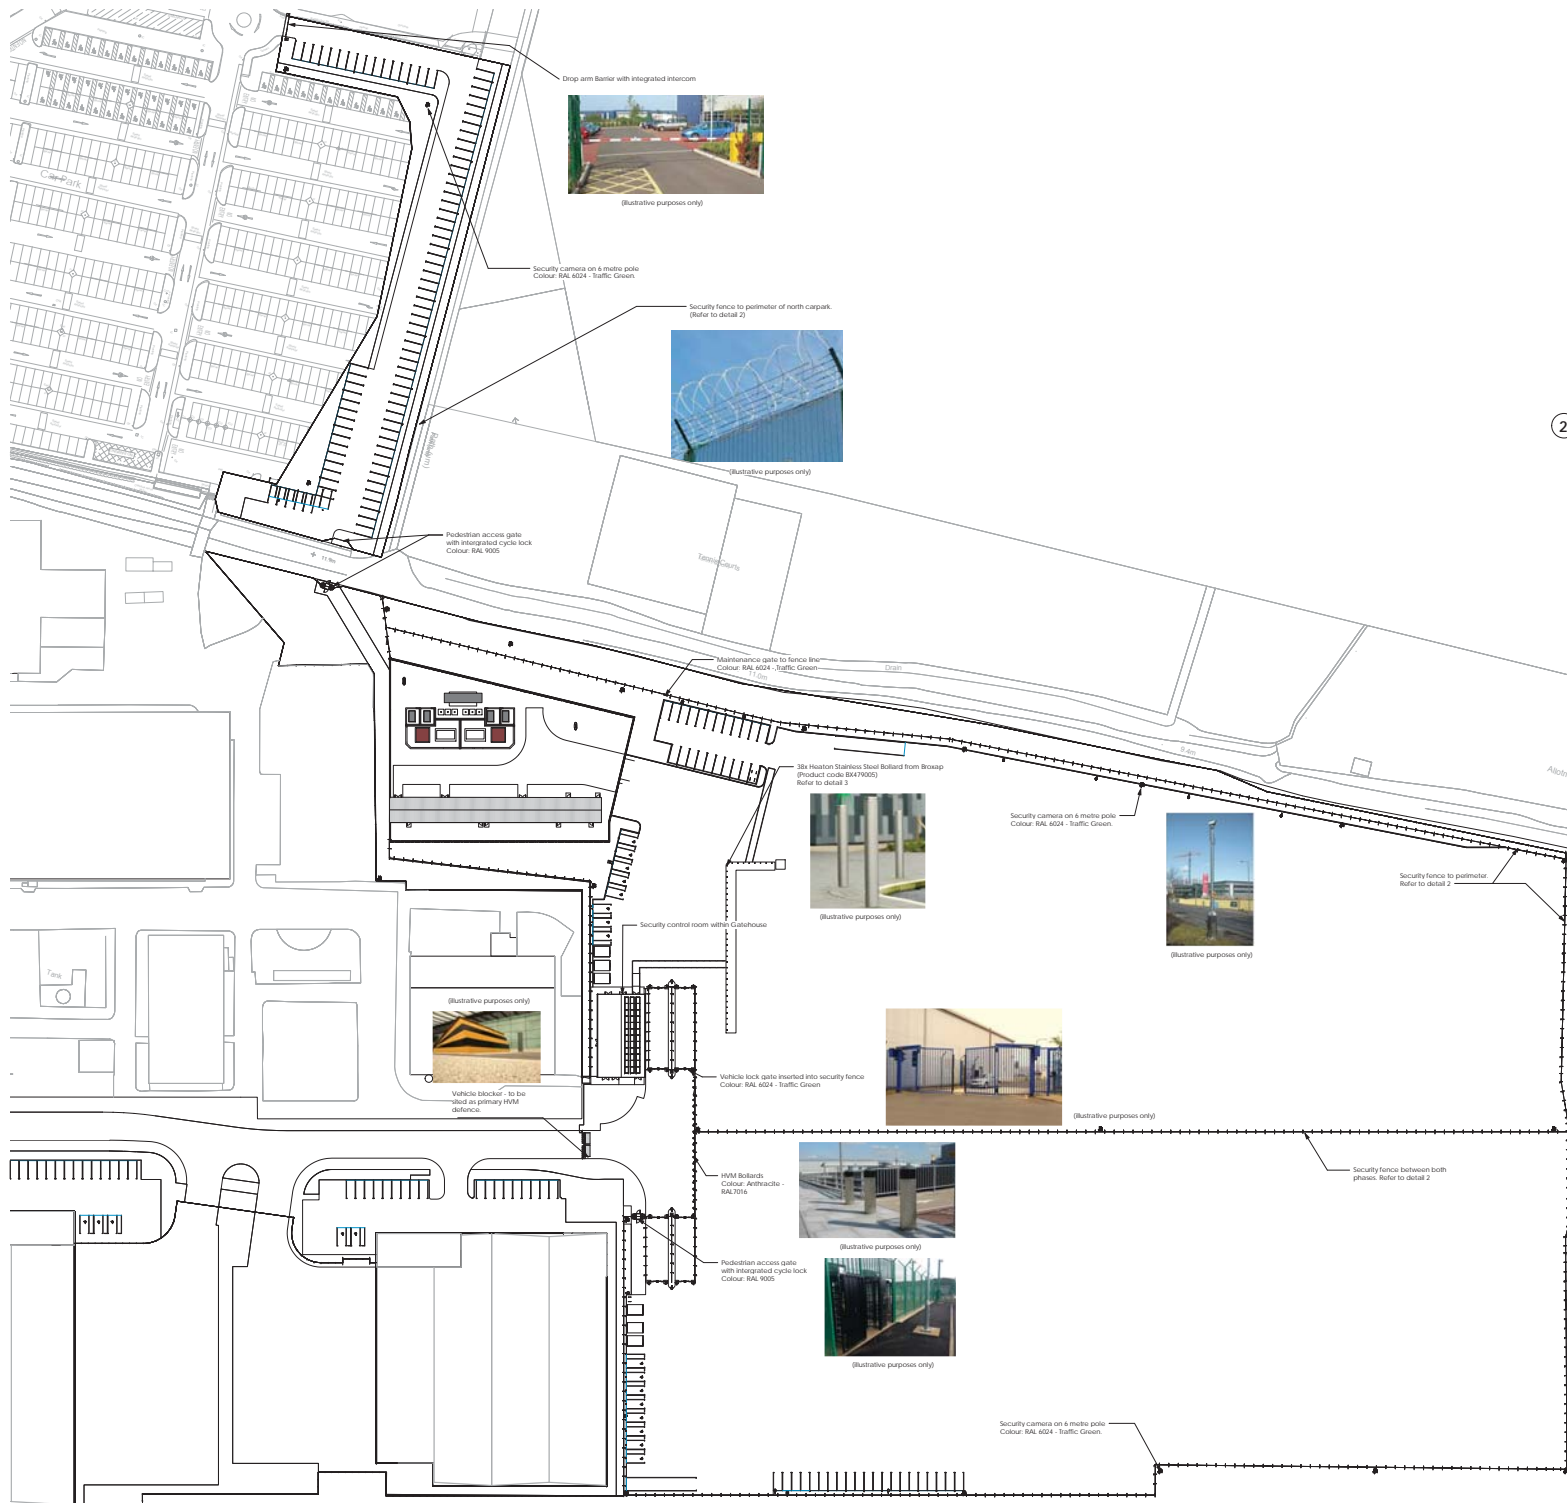 Drop arm Barrier with integrated intercom
(illustrative purposes only)
Car Park
Security camera on 6 metre pole
Colour: RAL 6024 - Traffic Green.
Security fence to perimeter of north carpark.
(Refer to detail 2)
(illustrative purposes only)
2
Pedestrian access gate
with intergrated cycle lock
Colour: RAL 9005
11.9m
Tennis Courts
Maintenance gate to fence line
Colour: RAL 6024 - Traffic Green
11.0m
Drain
9.4m
38x Heaton Stainless Steel Bollard from Broxap
(Product code BX479005)
Refer to detail 3
(illustrative purposes only)
Security camera on 6 metre pole
Colour: RAL 6024 - Traffic Green.
(illustrative purposes only)
Security fence to perimeter.
Refer to detail 2
Security control room within Gatehouse
Tank
(illustrative purposes only)
Vehicle blocker - to be
sited as primary HVM
defence.
Vehicle lock gate inserted into security fence
Colour: RAL 6024 - Traffic Green
(illustrative purposes only)
HVM Bollards
Colour: Anthracite -
RAL7016
(illustrative purposes only)
Security fence between both
phases. Refer to detail 2
Pedestrian access gate
with intergrated cycle lock
Colour: RAL 9005
(illustrative purposes only)
Security camera on 6 metre pole
Colour: RAL 6024 - Traffic Green.